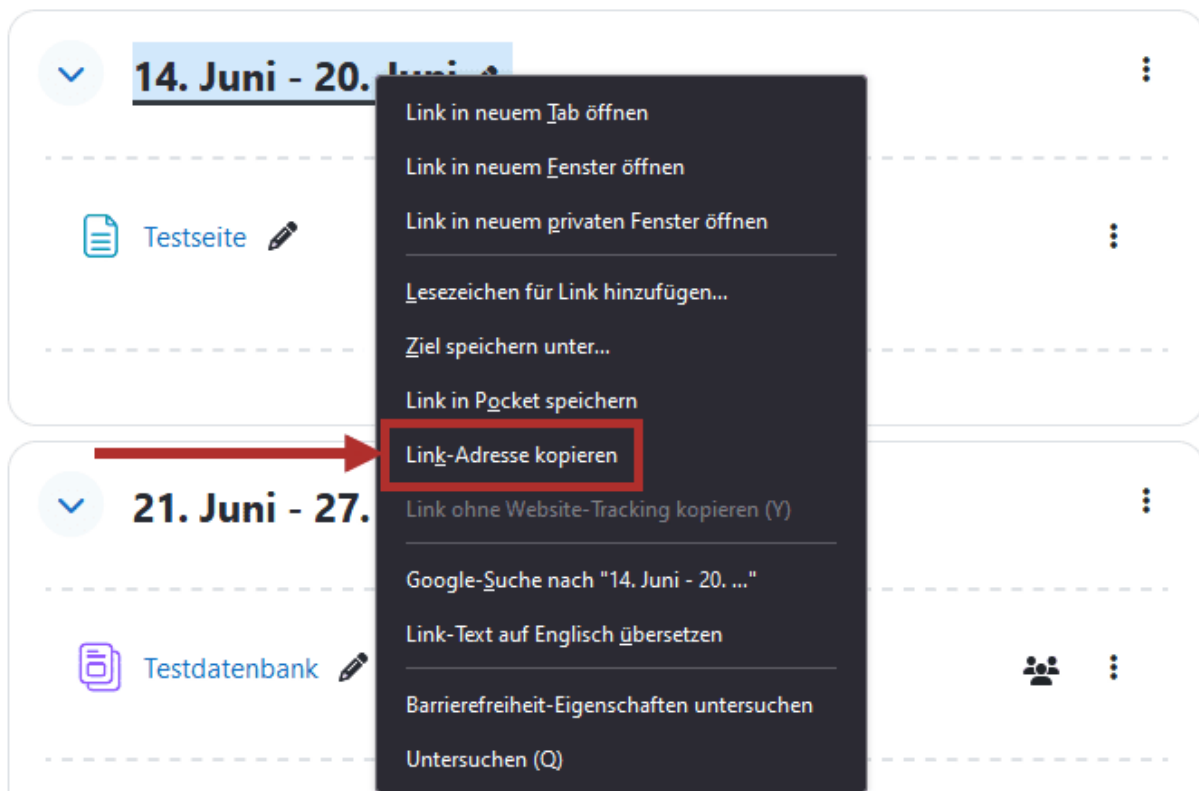 14. Juni - 20. Juni
Link in neuem Tab öffnen
Link in neuem Fenster öffnen
Link in neuem privaten Fenster öffnen
Testseite
Lesezeichen für Link hinzufügen...
Ziel speichern unter...
Link in Pocket speichern
Link-Adresse kopieren
21. Juni - 27.
Link ohne Website-Tracking kopieren (Y)
Google-Suche nach "14. Juni - 20. ..."
Link-Text auf Englisch übersetzen
Testdatenbank
Barrierefreiheit-Eigenschaften untersuchen
Untersuchen (Q)